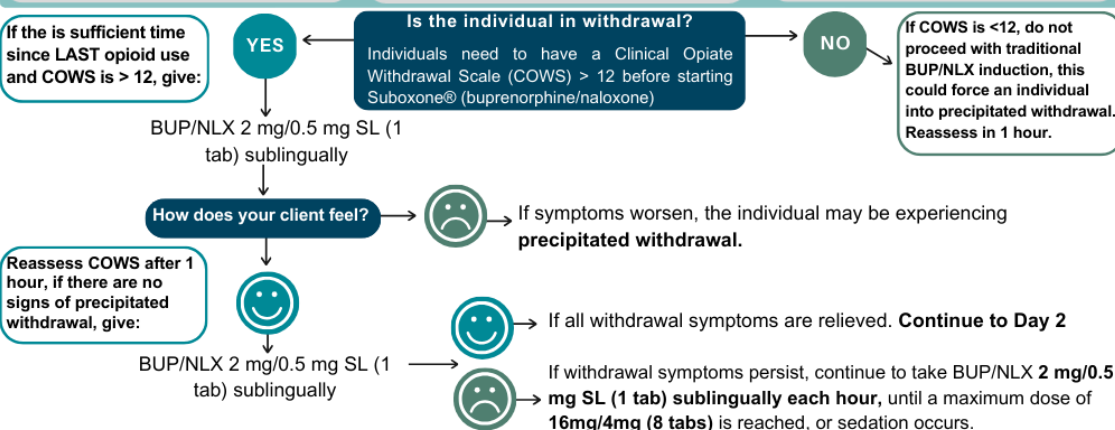 Is the individual in withdrawal?
Individuals need to have a Clinical Opiate
Withdrawal Scale (COWS) > 12 before starting
Suboxone® (buprenorphine/naloxone)
If the is sufficient time
since LAST opioid use
and COWS is > 12, give:
YES
NO
If COWS is <12, do not
proceed with traditional
BUP/NLX induction, this
could force an individual
into precipitated withdrawal.
Reassess in 1 hour.
BUP/NLX 2 mg/0.5 mg SL (1
tab) sublingually
How does your client feel?
If symptoms worsen, the individual may be experiencing
precipitated withdrawal.
Reassess COWS after 1
hour, if there are no
signs of precipitated
withdrawal, give:
BUP/NLX 2 mg/0.5 mg SL (1
tab) sublingually
If all withdrawal symptoms are relieved. Continue to Day 2
If withdrawal symptoms persist, continue to take BUP/NLX 2 mg/0.5
mg SL (1 tab) sublingually each hour, until a maximum dose of
16mg/4mg (8 tabs) is reached, or sedation occurs.